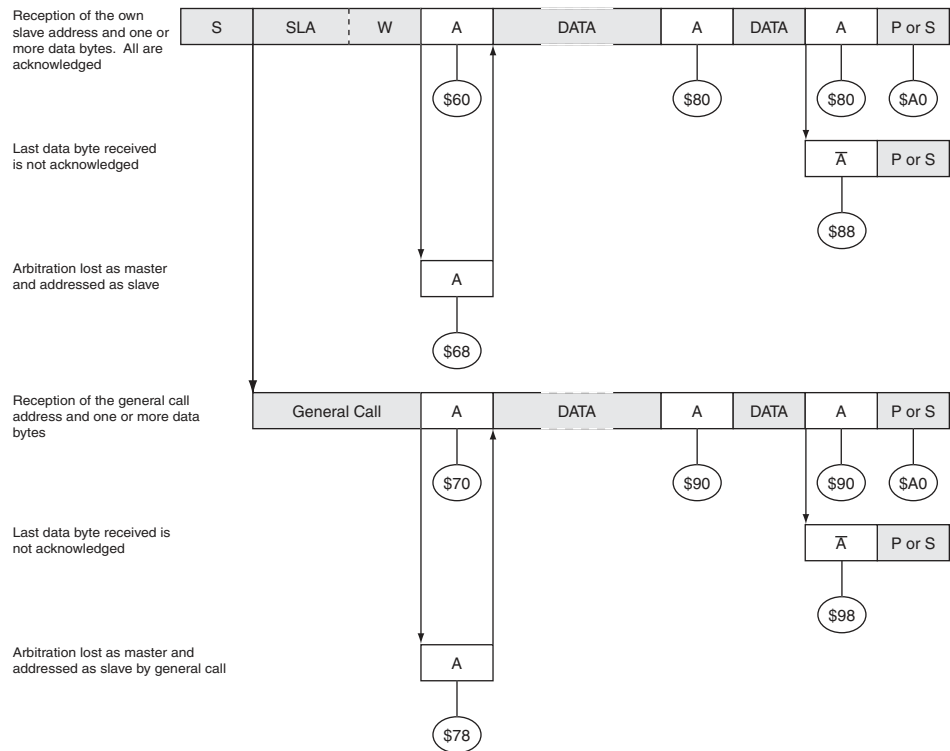 Reception of the own
slave address and one or
more data bytes. All are
acknowledged
S SLA W A DATA A DATA A P or S
$60 $80 $80 $A0
Last data byte received
is not acknowledged
A̅ P or S
$88
Arbitration lost as master
and addressed as slave
A
$68
Reception of the general call
address and one or more data
bytes
General Call A DATA A DATA A P or S
$70 $90 $90 $A0
Last data byte received is
not acknowledged
A̅ P or S
$98
Arbitration lost as master and
addressed as slave by general call
A
$78